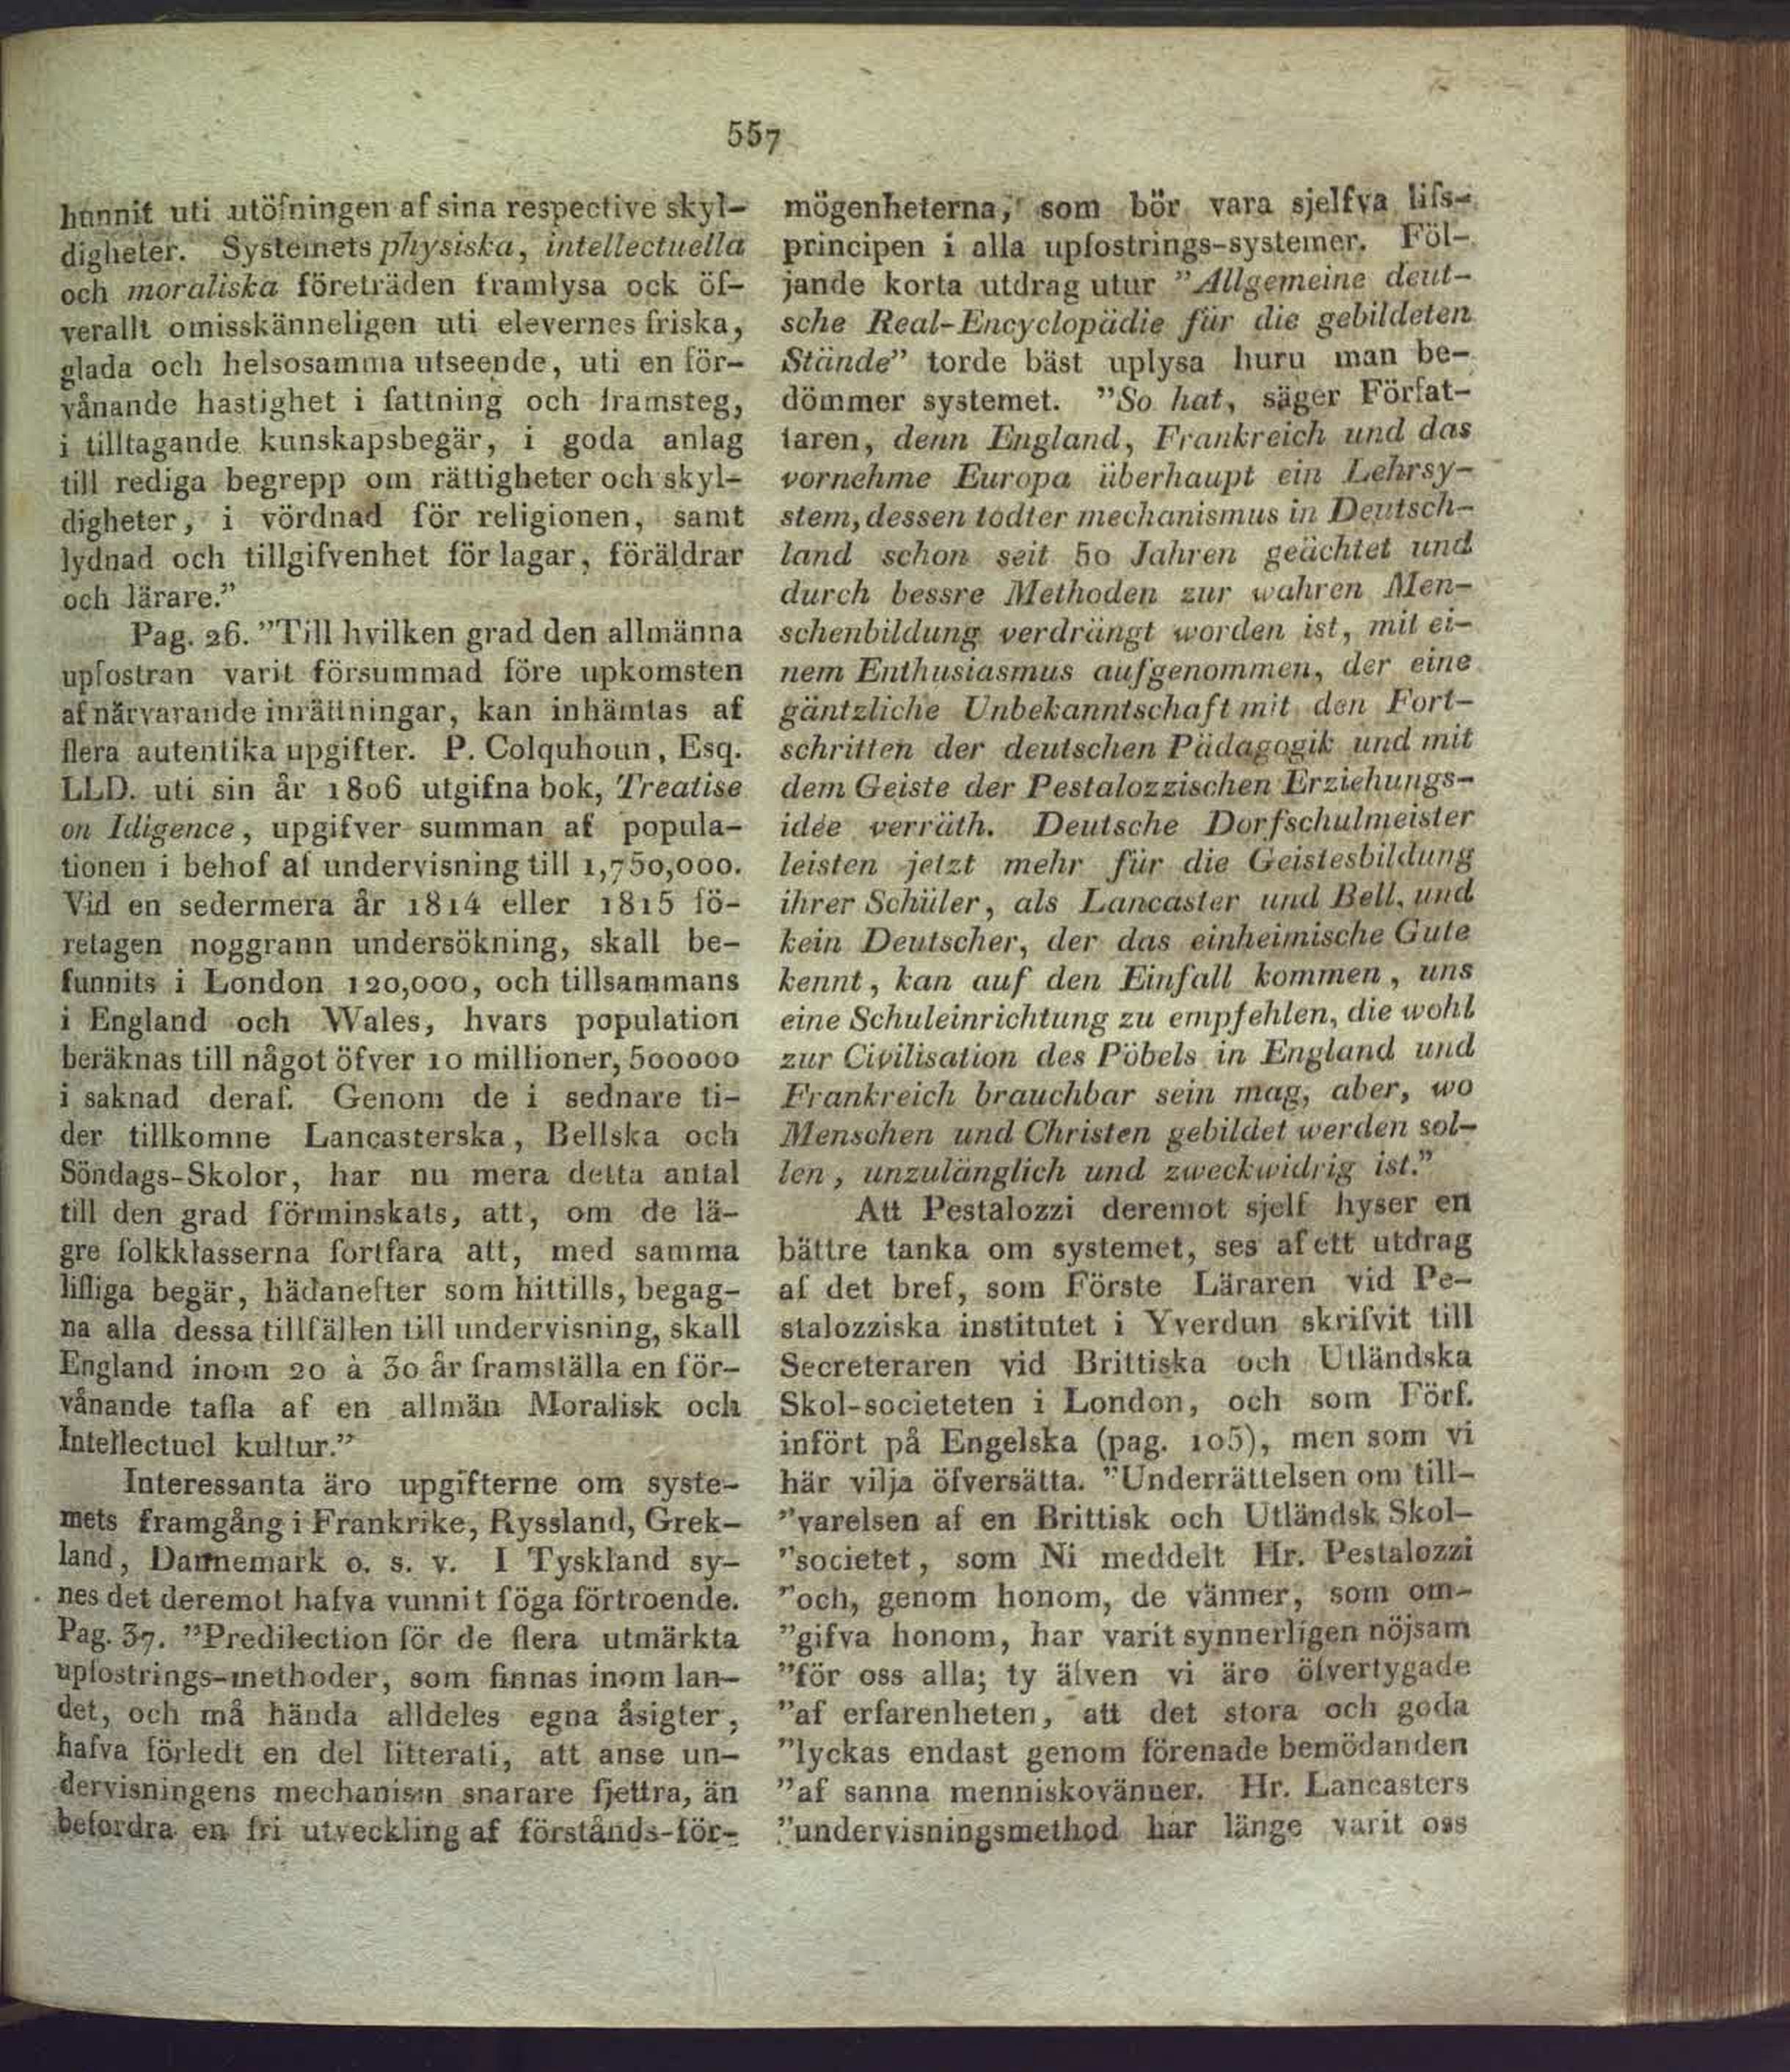 557
hunnit uti utöfningen af sina respective skyl-
digheter. Systemets physiska, intellectuella
och moraliska företräden framlysa ock öf-
verallt omisskänneligen uti elevernes friska,
glada och helsosamma utseende, uti en för-
vånande hastighet i fattning och framsteg,
i tilltagande kunskapsbegär, i goda anlag
till rediga begrepp om rättigheter och skyl-
digheter, i vördnad för religionen, samt
lydnad och tillgifvenhet för lagar, föräldrar
och lärare."
Pag. 26. "Till hvilken grad den allmänna
upfostran varit försummad före upkomsten
af närvarande inrättningar, kan inhämtas af
flera autentika upgifter. P. Colquhoun, Esq.
LLD. uti sin år 1806 utgifna bok, Treatise
on Idigence, upgifver summan af popula-
tionen i behof af undervisning till 1,750,000.
Vid en sedermera år 1814 eller 1815 fö-
retagen noggrann undersökning, skall be-
funnits i London 120,000, och tillsammans
i England och Wales, hvars population
beräknas till något öfver 10 millioner, 500000
i saknad deraf. Genom de i sednare ti-
der tillkomne Lancasterska, Bellska och
Söndags-Skolor, har nu mera detta antal
till den grad förminskats, att, om de lä-
gre folkklasserna fortfara att, med samma
lifliga begär, hädanefter som hittills, begag-
na alla dessa tillfällen till undervisning, skall
England inom 20 à 30 år framställa en för-
vånande tafla af en allmän Moralisk och
Intellectuel kultur."
Interessanta äro upgifterne om syste-
mets framgång i Frankrike, Ryssland, Grek-
land, Dannemark o. s. v. I Tyskland sy-
nes det deremot hafva vunnit föga förtroende.
Pag. 37. "Predilection för de flera utmärkta
upfostrings-methoder, som finnas inom lan-
det, och må hända alldeles egna åsigter,
hafva förledt en del litterati, att anse un-
dervisningens mechanism snarare fjettra, än
befordra en fri utveckling af förstånds-för-
mögenheterna, som bör vara sjelfva lifs-
principen i alla upfostrings-systemer. Föl-
jande korta utdrag utur "Allgemeine deut-
sche Real-Encyclopädie für die gebildeten
Stände" torde bäst uplysa huru man be-
dömmer systemet. "So hat, säger Förfat-
taren, denn England, Frankreich und das
vornehme Europa überhaupt ein Lehrsy-
stem, dessen todter mechanismus in Deutsch-
land schon seit 50 Jahren geächtet und
durch bessre Methoden zur wahren Men-
schenbildung verdrängt worden ist, mit ei-
nem Enthusiasmus aufgenommen, der eine
gäntzliche Unbekanntschaft mit den Fort-
schritten der deutschen Pädagogik und mit
dem Geiste der Pestalozzischen Erziehungs-
idée verräth. Deutsche Dorfschulmeister
leisten jetzt mehr für die Geistesbildung
ihrer Schüler, als Lancaster und Bell, und
kein Deutscher, der das einheimische Gute
kennt, kan auf den Einfall kommen, uns
eine Schuleinrichtung zu empfehlen, die wohl
zur Civilisation des Pöbels in England und
Frankreich brauchbar sein mag, aber, wo
Menschen und Christen gebildet werden sol-
len, unzulänglich und zweckwidrig ist."
Att Pestalozzi deremot sjelf hyser en
bättre tanka om systemet, ses af ett utdrag
af det bref, som Förste Läraren vid Pe-
stalozziska institutet i Yverdun skrifvit till
Secreteraren vid Brittiska och Utländska
Skol-societeten i London, och som Förf.
infört på Engelska (pag. 105), men som vi
här vilja öfversätta. "Underrättelsen om till-
"varelsen af en Brittisk och Utländsk Skol-
"societet, som Ni meddelt Hr. Pestalozzi
"och, genom honom, de vänner, som om-
"gifva honom, har varit synnerligen nöjsam
"för oss alla; ty äfven vi äro öfvertygade
"af erfarenheten, att det stora och goda
"lyckas endast genom förenade bemödanden
"af sanna menniskovänner. Hr. Lancasters
"undervisningsmethod har länge varit oss